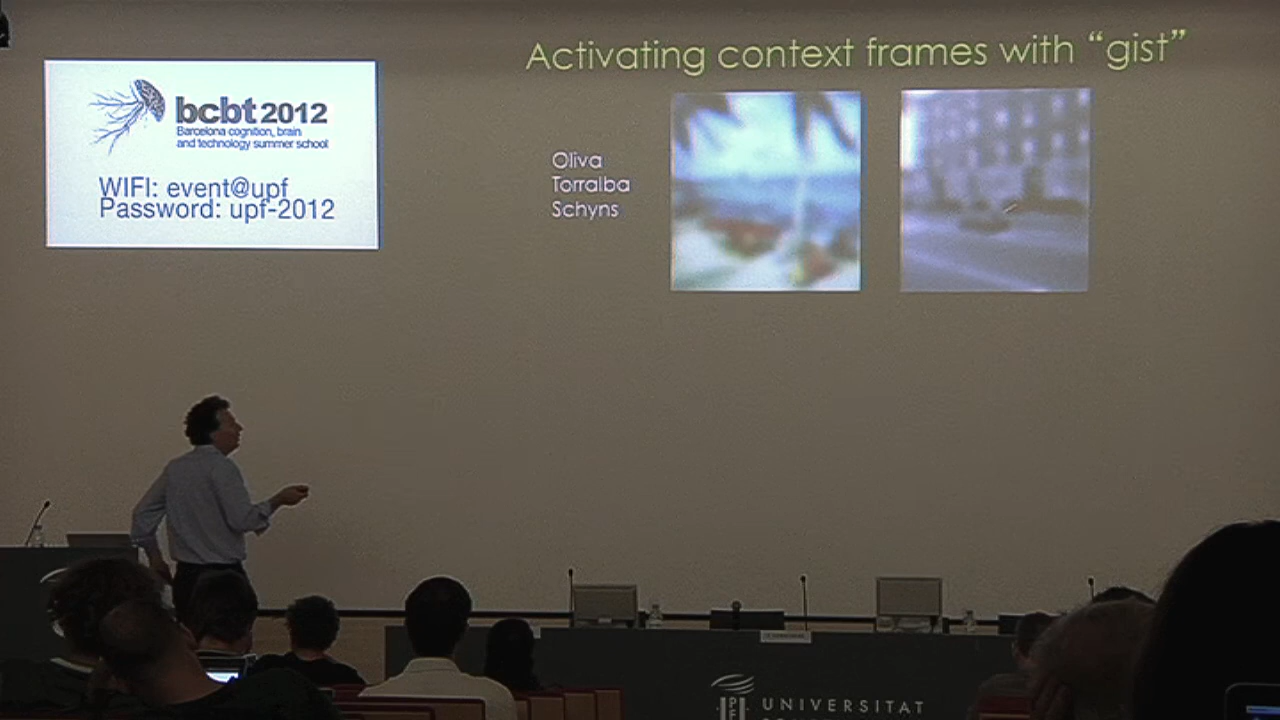 bcbt 2012
Barcelona cognition, brain
and technology summer school
WIFI: event@upf
Password: upf-2012
Activating context frames with “gist”
Oliva
Torralba
Schyns
UNIVERSITAT